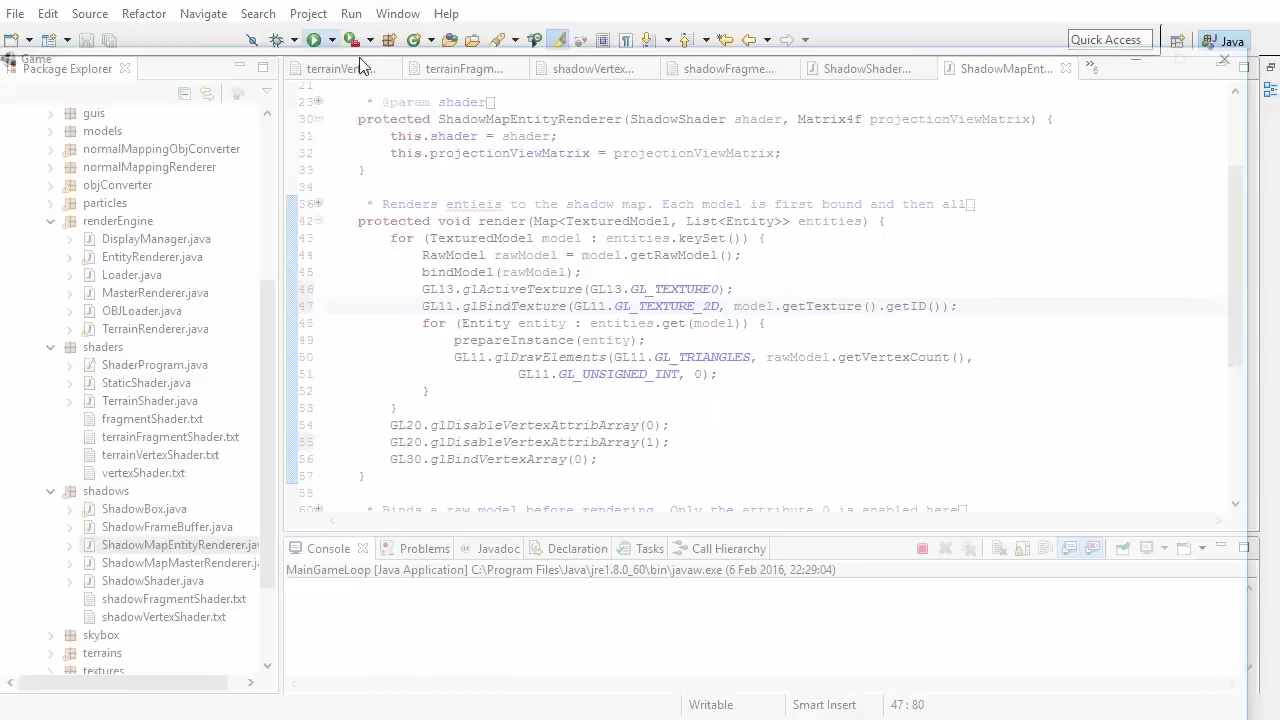 File Edit Source Refactor Navigate Search Project Run Window Help
Quick Access
Java
Game
Package Explorer
terrainVer...
terrainFragm...
shadowVertex...
shadowFragme...
ShadowShader...
ShadowMapEnt...
»6
guis
models
normalMappingObjConverter
normalMappingRenderer
objConverter
particles
renderEngine
DisplayManager.java
EntityRenderer.java
Loader.java
MasterRenderer.java
OBJLoader.java
TerrainRenderer.java
shaders
ShaderProgram.java
StaticShader.java
TerrainShader.java
fragmentShader.txt
terrainFragmentShader.txt
terrainVertexShader.txt
vertexShader.txt
shadows
ShadowBox.java
ShadowFrameBuffer.java
ShadowMapEntityRenderer.jav
ShadowMapMasterRenderer.j
ShadowShader.java
shadowFragmentShader.txt
shadowVertexShader.txt
skybox
terrains
textures
21
23 * @param shader
30 protected ShadowMapEntityRenderer(ShadowShader shader, Matrix4f projectionViewMatrix) {
31 this.shader = shader;
32 this.projectionViewMatrix = projectionViewMatrix;
33 }
34
36 * Renders entieis to the shadow map. Each model is first bound and then all
42 protected void render(Map<TexturedModel, List<Entity>> entities) {
43 for (TexturedModel model : entities.keySet()) {
44 RawModel rawModel = model.getRawModel();
45 bindModel(rawModel);
46 GL13.glActiveTexture(GL13.GL_TEXTURE0);
47 GL11.glBindTexture(GL11.GL_TEXTURE_2D, model.getTexture().getID());
48 for (Entity entity : entities.get(model)) {
49 prepareInstance(entity);
50 GL11.glDrawElements(GL11.GL_TRIANGLES, rawModel.getVertexCount(),
51 GL11.GL_UNSIGNED_INT, 0);
52 }
53 }
54 GL20.glDisableVertexAttribArray(0);
55 GL20.glDisableVertexAttribArray(1);
56 GL30.glBindVertexArray(0);
57 }
58
60 * Binds a raw model before rendering. Only the attribute 0 is enabled here
Console Problems @ Javadoc Declaration Tasks Call Hierarchy
MainGameLoop [Java Application] C:\Program Files\Java\jre1.8.0_60\bin\javaw.exe (6 Feb 2016, 22:29:04)
Writable Smart Insert 47 : 80